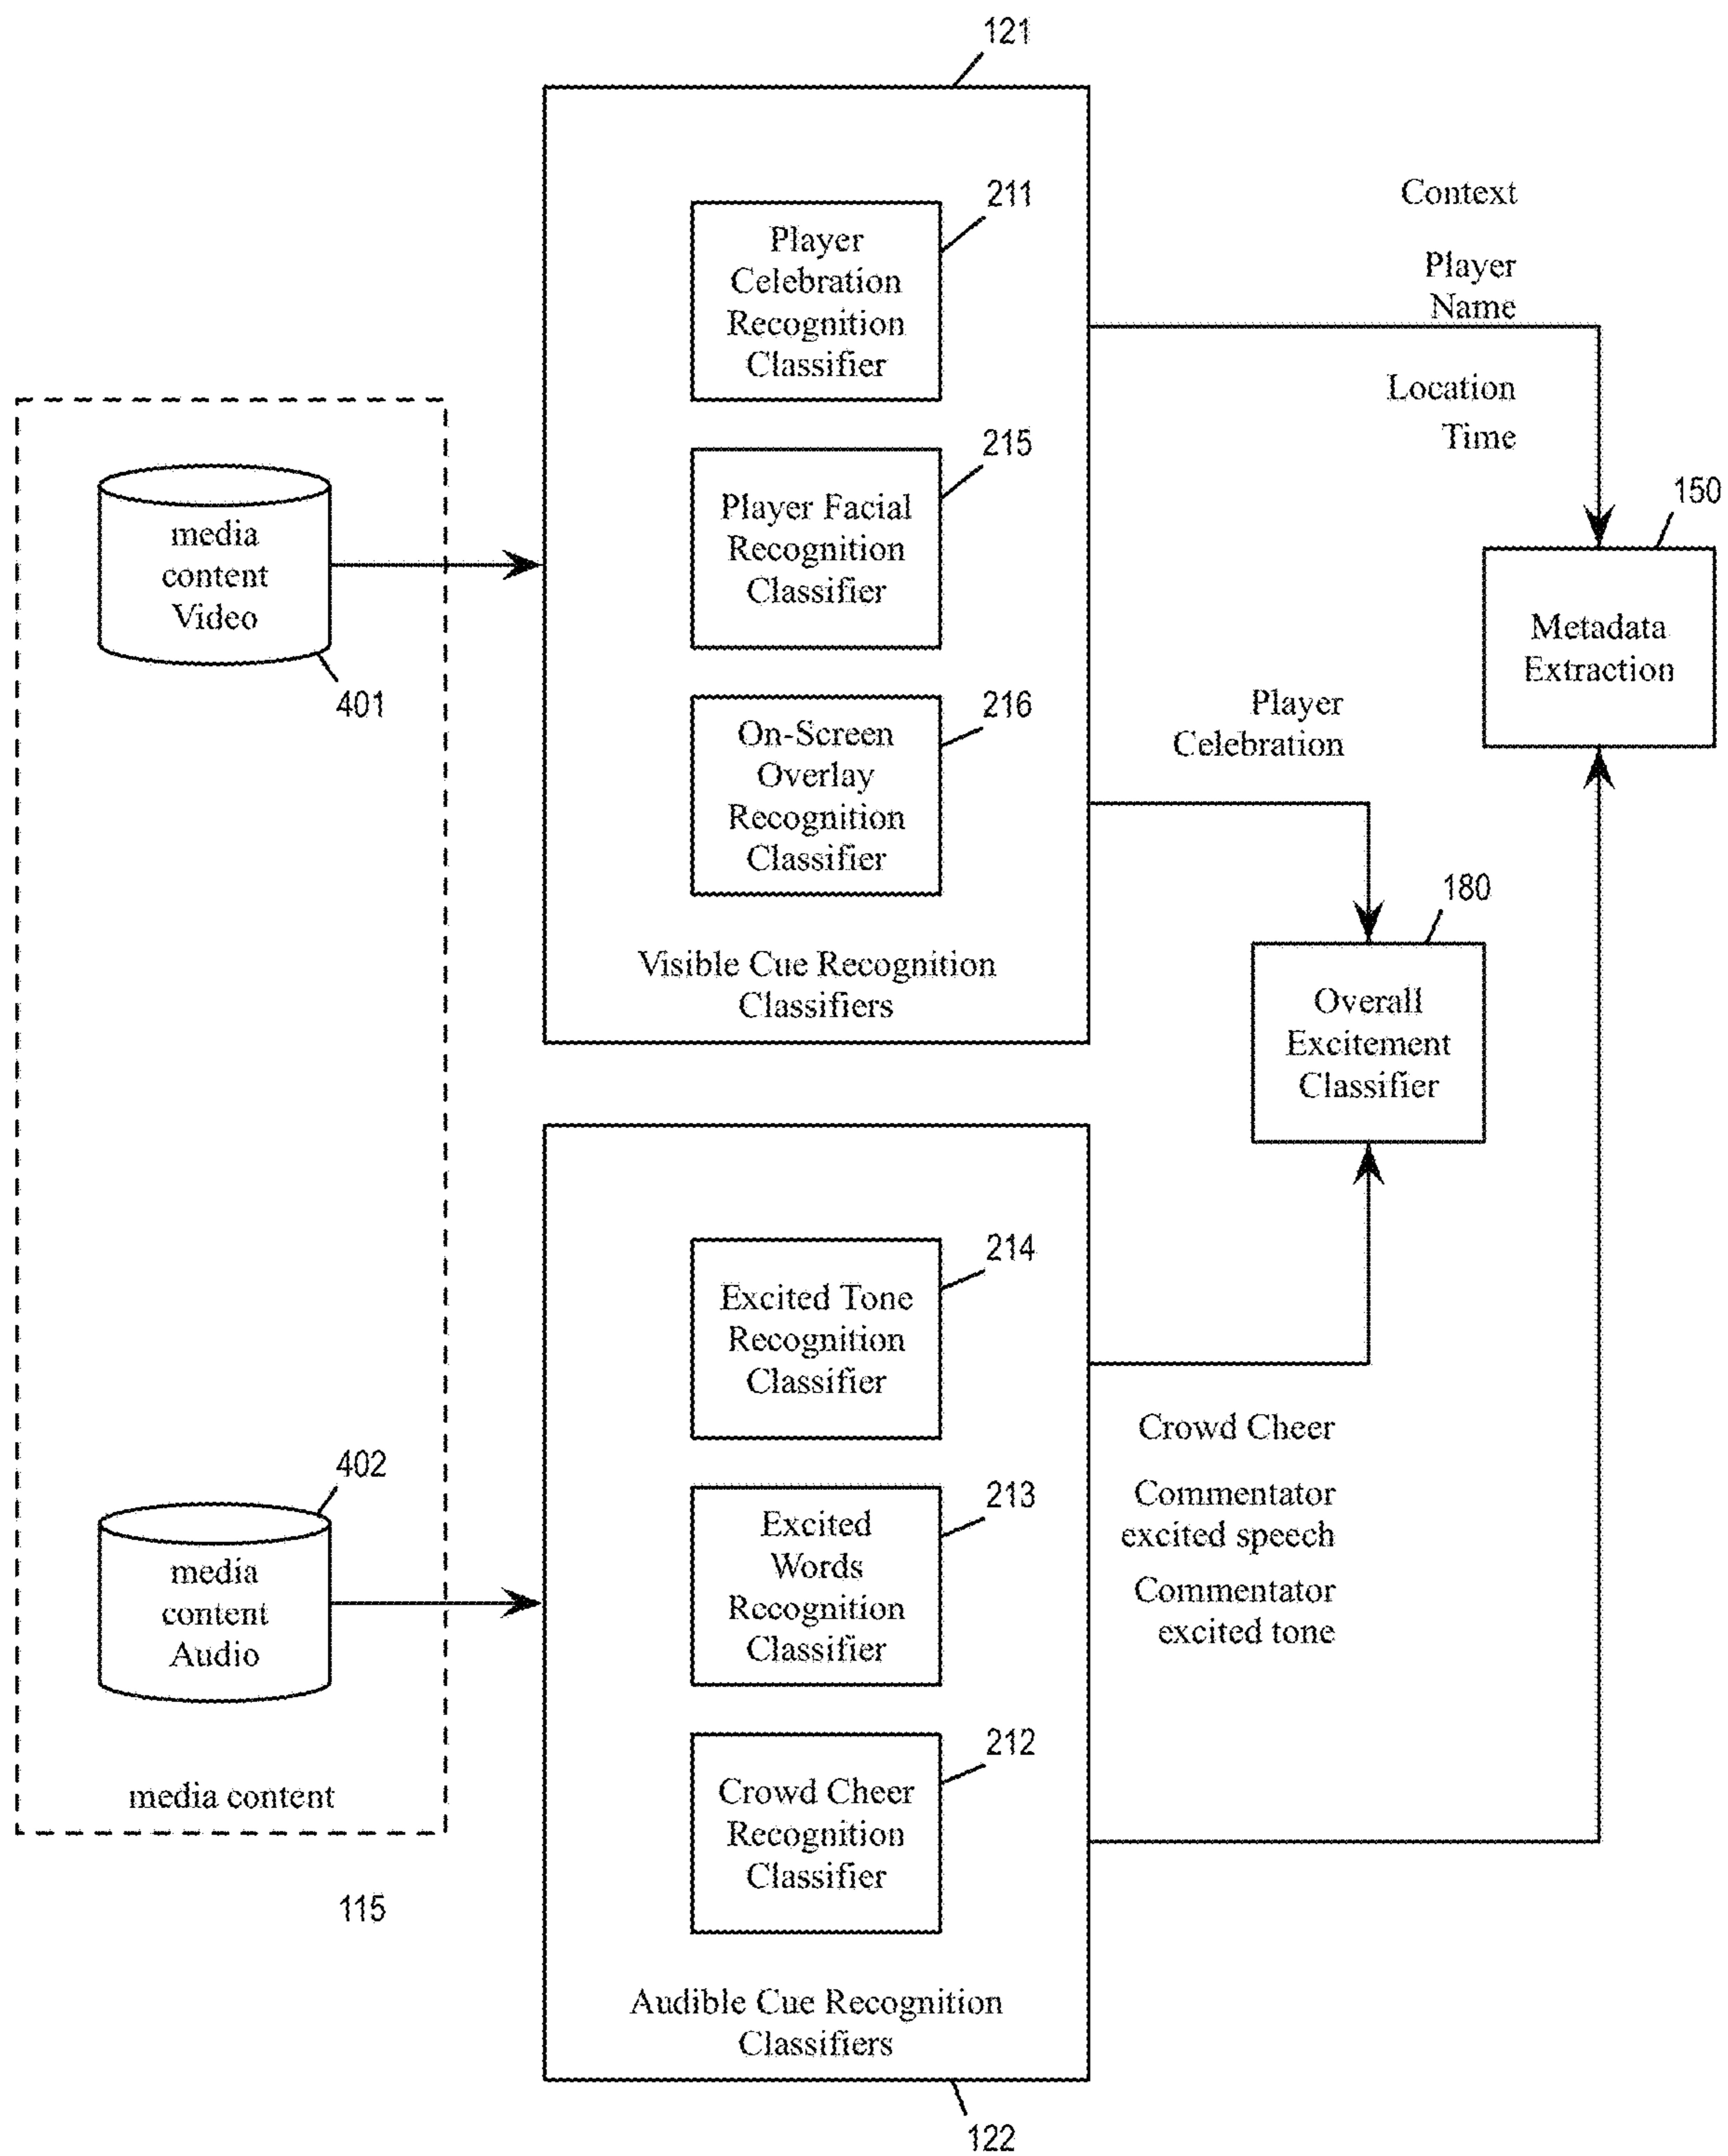 121
211
Player
Celebration
Recognition
Classifier
215
Player Facial
Recognition
Classifier
216
On-Screen
Overlay
Recognition
Classifier
Visible Cue Recognition
Classifiers
media
content
Video
401
Context
Player
Name
Location
Time
150
Metadata
Extraction
Player
Celebration
180
Overall
Excitement
Classifier
214
Excited Tone
Recognition
Classifier
213
Excited
Words
Recognition
Classifier
212
Crowd Cheer
Recognition
Classifier
Audible Cue Recognition
Classifiers
122
402
media
content
Audio
media content
115
Crowd Cheer
Commentator
excited speech
Commentator
excited tone